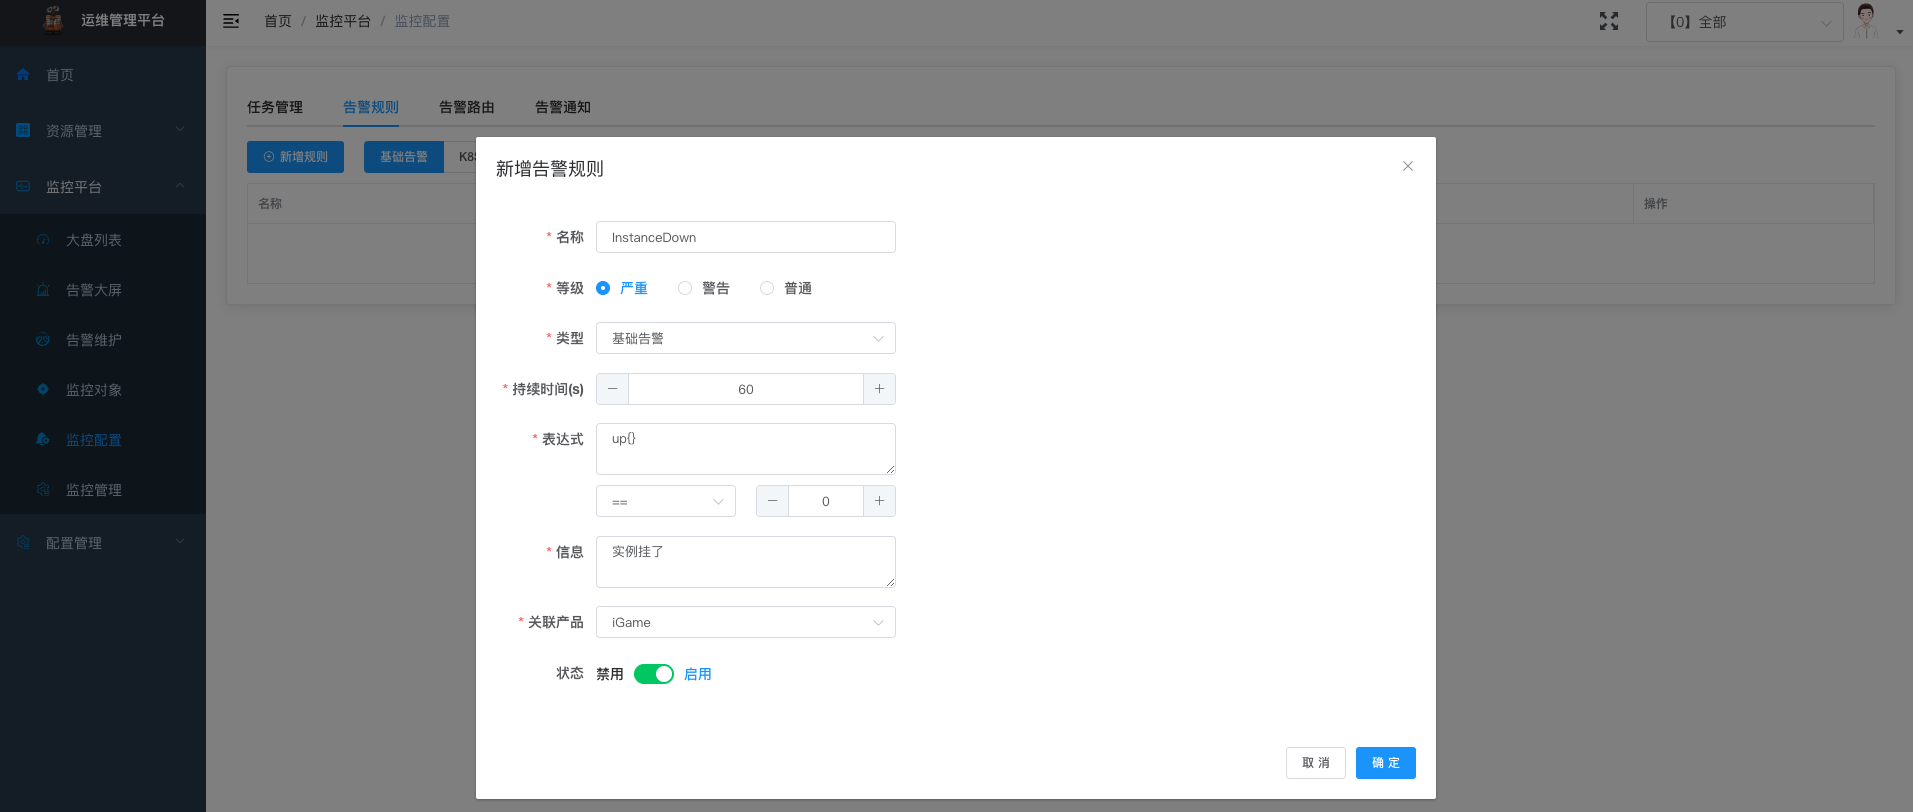 运维管理平台
首页 / 监控平台 / 监控配置
【0】全部
首页
资源管理
监控平台
大盘列表
告警大屏
告警维护
监控对象
监控配置
监控管理
配置管理
任务管理 告警规则 告警路由 告警通知
新增规则 基础告警 K8S
名称 操作
新增告警规则
* 名称 InstanceDown
* 等级 严重 警告 普通
* 类型 基础告警
* 持续时间(s) 60
* 表达式 up{}
== 0
* 信息 实例挂了
* 关联产品 iGame
状态 禁用 启用
取 消 确 定